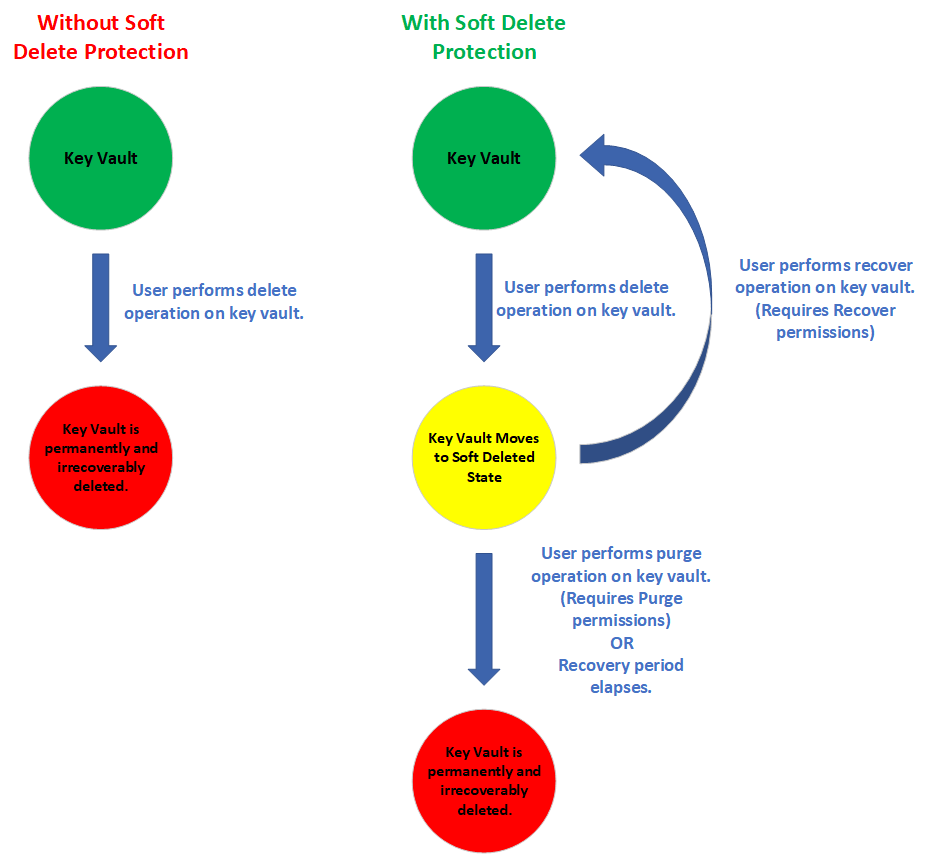 Without Soft
Delete Protection
Key Vault
User performs delete
operation on key vault.
Key Vault is
permanently and
irrecoverably
deleted.
With Soft Delete
Protection
Key Vault
User performs delete
operation on key vault.
User performs recover
operation on key vault.
(Requires Recover
permissions)
Key Vault Moves
to Soft Deleted
State
User performs purge
operation on key vault.
(Requires Purge
permissions)
OR
Recovery period
elapses.
Key Vault is
permanently and
irrecoverably
deleted.